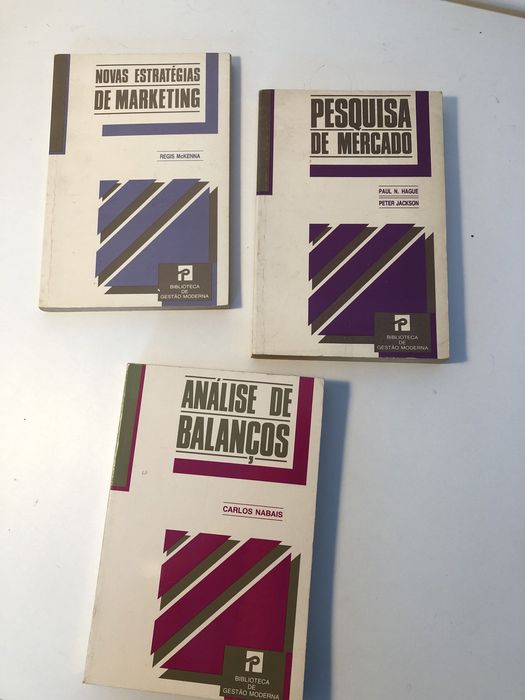 NOVAS ESTRATÉGIAS
DE MARKETING
REGIS McKENNA
BIBLIOTECA
DE
GESTÃO MODERNA
PESQUISA
DE MERCADO
PAUL N. HAGUE
PETER JACKSON
BIBLIOTECA
DE
GESTÃO MODERNA
ANÁLISE DE
BALANÇOS
CARLOS NABAIS
BIBLIOTECA
DE
GESTÃO MODERNA